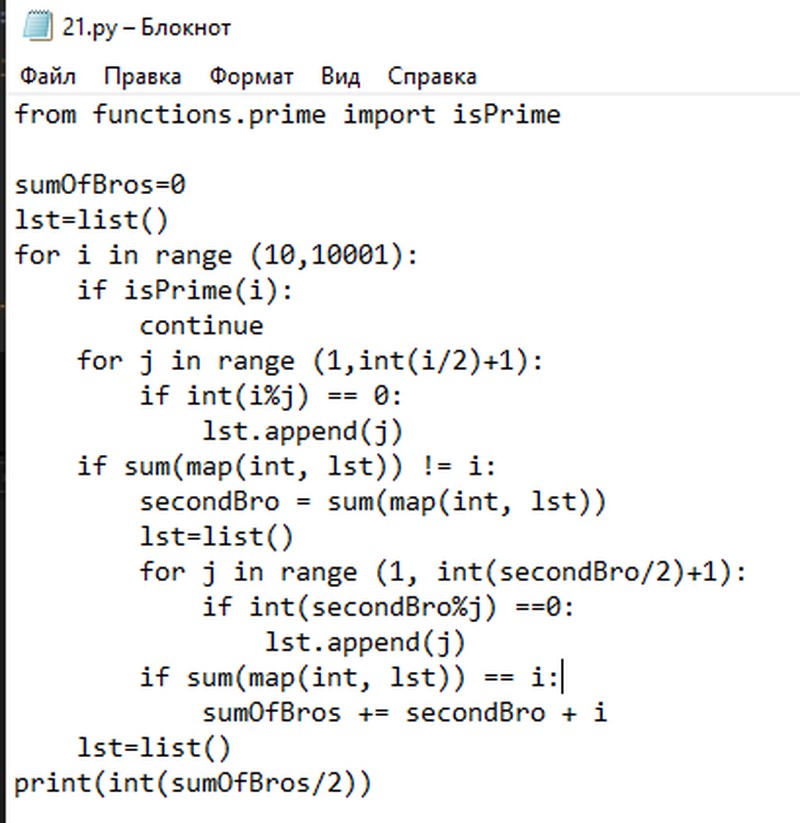 21.py – Блокнот
Файл Правка Формат Вид Справка
from functions.prime import isPrime

sumOfBros=0
lst=list()
for i in range (10,10001):
    if isPrime(i):
        continue
    for j in range (1,int(i/2)+1):
        if int(i%j) == 0:
            lst.append(j)
    if sum(map(int, lst)) != i:
        secondBro = sum(map(int, lst))
        lst=list()
        for j in range (1, int(secondBro/2)+1):
            if int(secondBro%j) ==0:
                lst.append(j)
        if sum(map(int, lst)) == i:
            sumOfBros += secondBro + i
    lst=list()
print(int(sumOfBros/2))